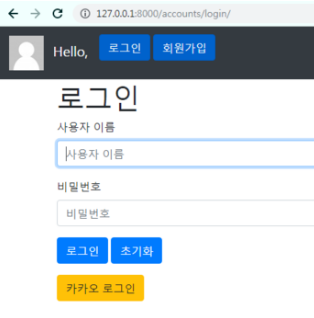 127.0.0.1:8000/accounts/login/
Hello, 로그인 회원가입
로그인
사용자 이름
사용자 이름
비밀번호
비밀번호
로그인 초기화
카카오 로그인